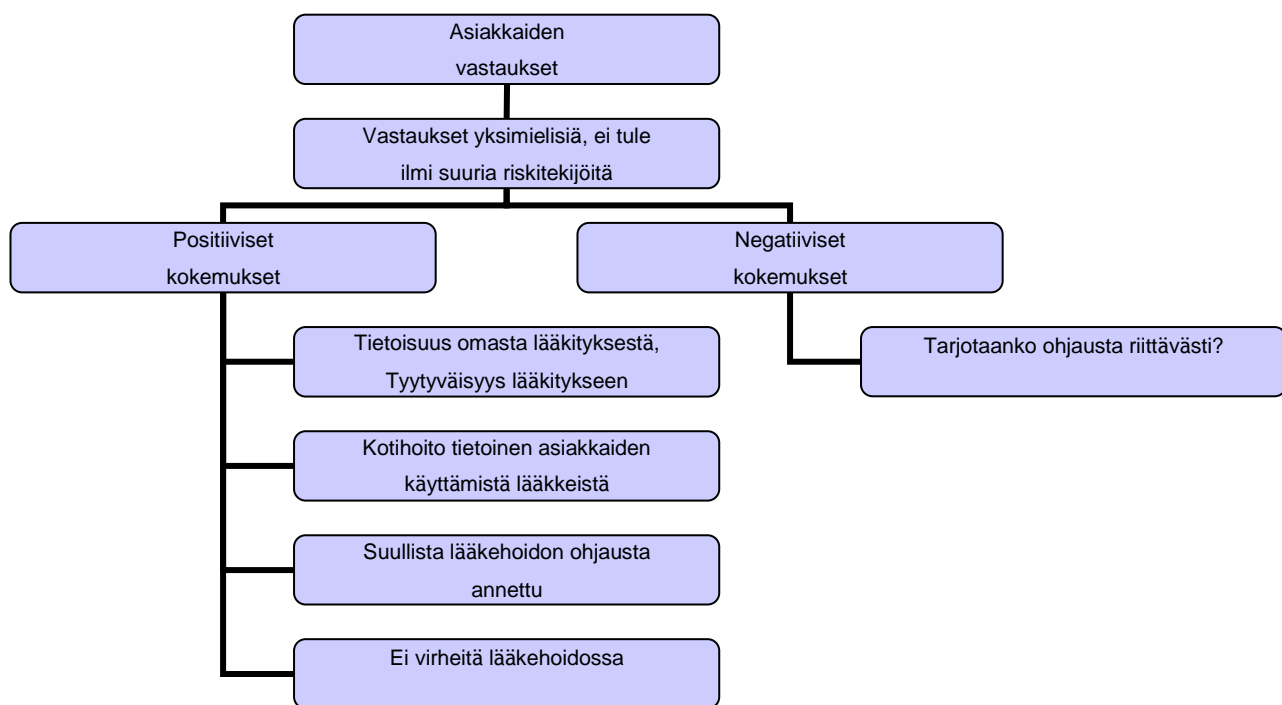 Asiakkaiden
vastaukset
Vastaukset yksimielisiä, ei tule
ilmi suuria riskitekijöitä
Positiiviset
kokemukset
Negatiiviset
kokemukset
Tietoisuus omasta lääkityksestä,
Tyytyväisyys lääkitykseen
Tarjotaanko ohjausta riittävästi?
Kotihoito tietoinen asiakkaiden
käyttämistä lääkkeistä
Suullista lääkehoidon ohjausta
annettu
Ei virheitä lääkehoidossa